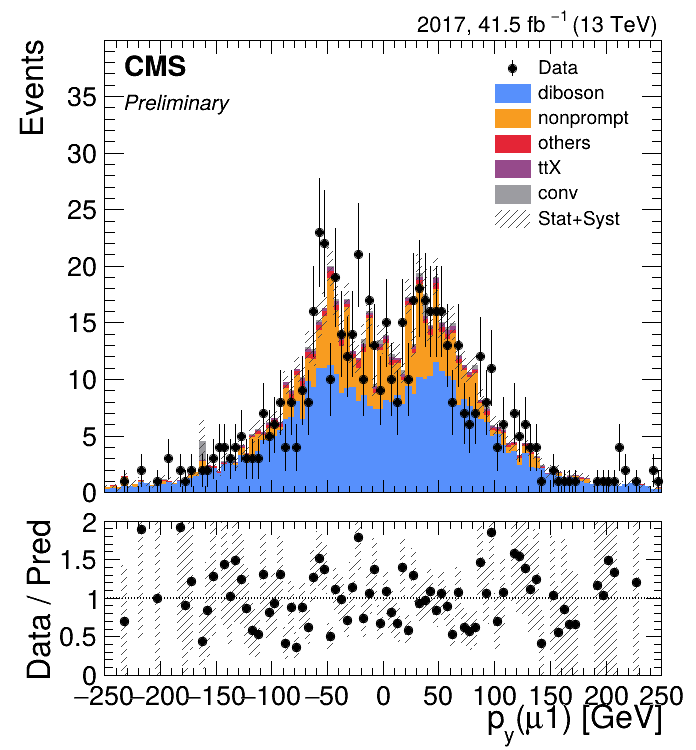 2017, 41.5 fb⁻¹ (13 TeV)
CMS
Preliminary
Data
diboson
nonprompt
others
ttX
conv
Stat+Syst
Events
35
30
25
20
15
10
5
0
Data / Pred
2
1.5
1
0.5
0
−250 −200 −150 −100 −50 0 50 100 150 200 250
p_y(μ1) [GeV]